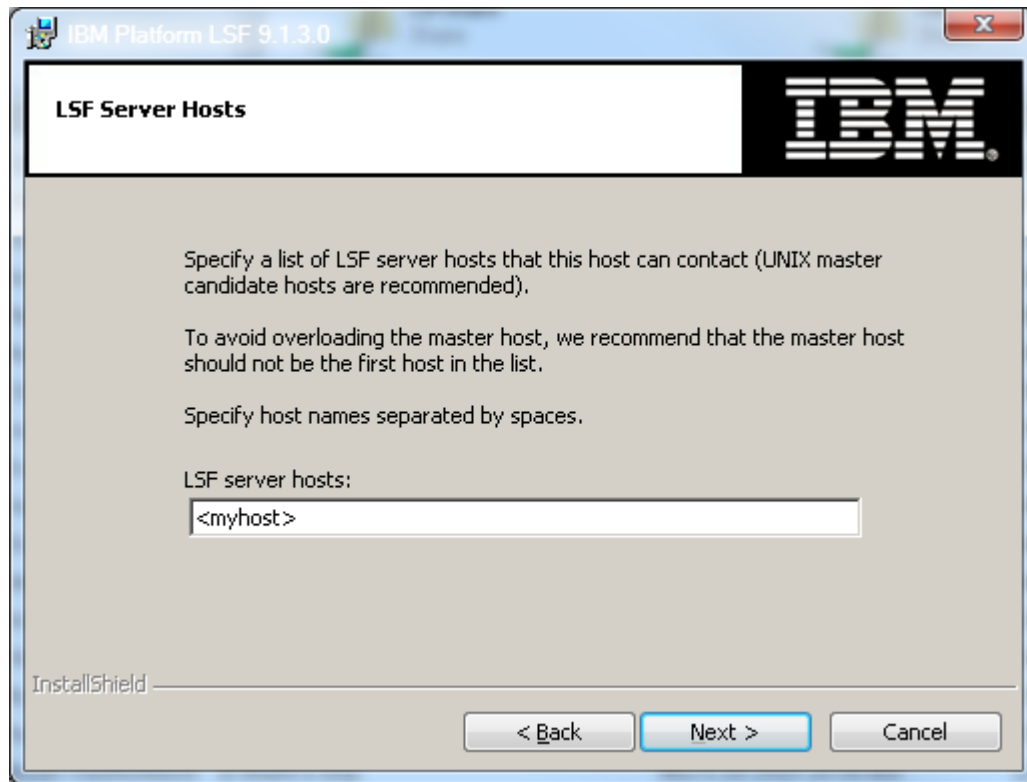 IBM Platform LSF 9.1.3.0
LSF Server Hosts
IBM®
Specify a list of LSF server hosts that this host can contact (UNIX master
candidate hosts are recommended).
To avoid overloading the master host, we recommend that the master host
should not be the first host in the list.
Specify host names separated by spaces.
LSF server hosts:
<myhost>
InstallShield
< Back
Next >
Cancel